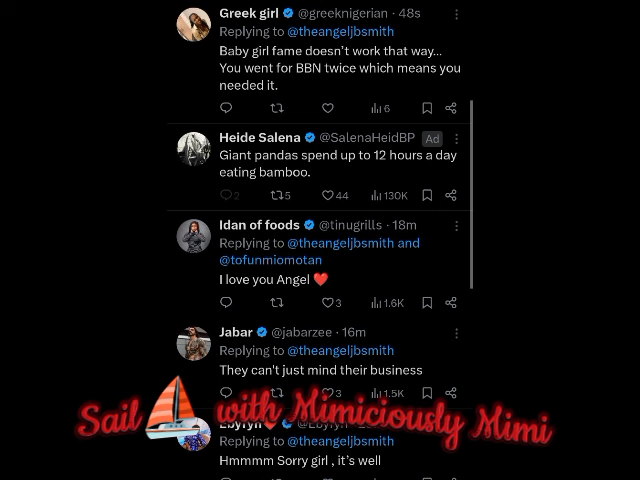 Greek girl @greeknigerian · 48s
Replying to @theangeljbsmith
Baby girl fame doesn't work that way...
You went for BBN twice which means you
needed it.
6
Heide Salena @SalenaHeidBP Ad
Giant pandas spend up to 12 hours a day
eating bamboo.
2 5 44 130K
Idan of foods @tinugrills · 18m
Replying to @theangeljbsmith and
@tofunmiomotan
I love you Angel ❤️
3 1.6K
Jabar @jabarzee · 16m
Replying to @theangeljbsmith
They can't just mind their business
3 1.5K
Sail with Mimiciously Mimi
Replying to @theangeljbsmith
Hmmmm Sorry girl , it's well